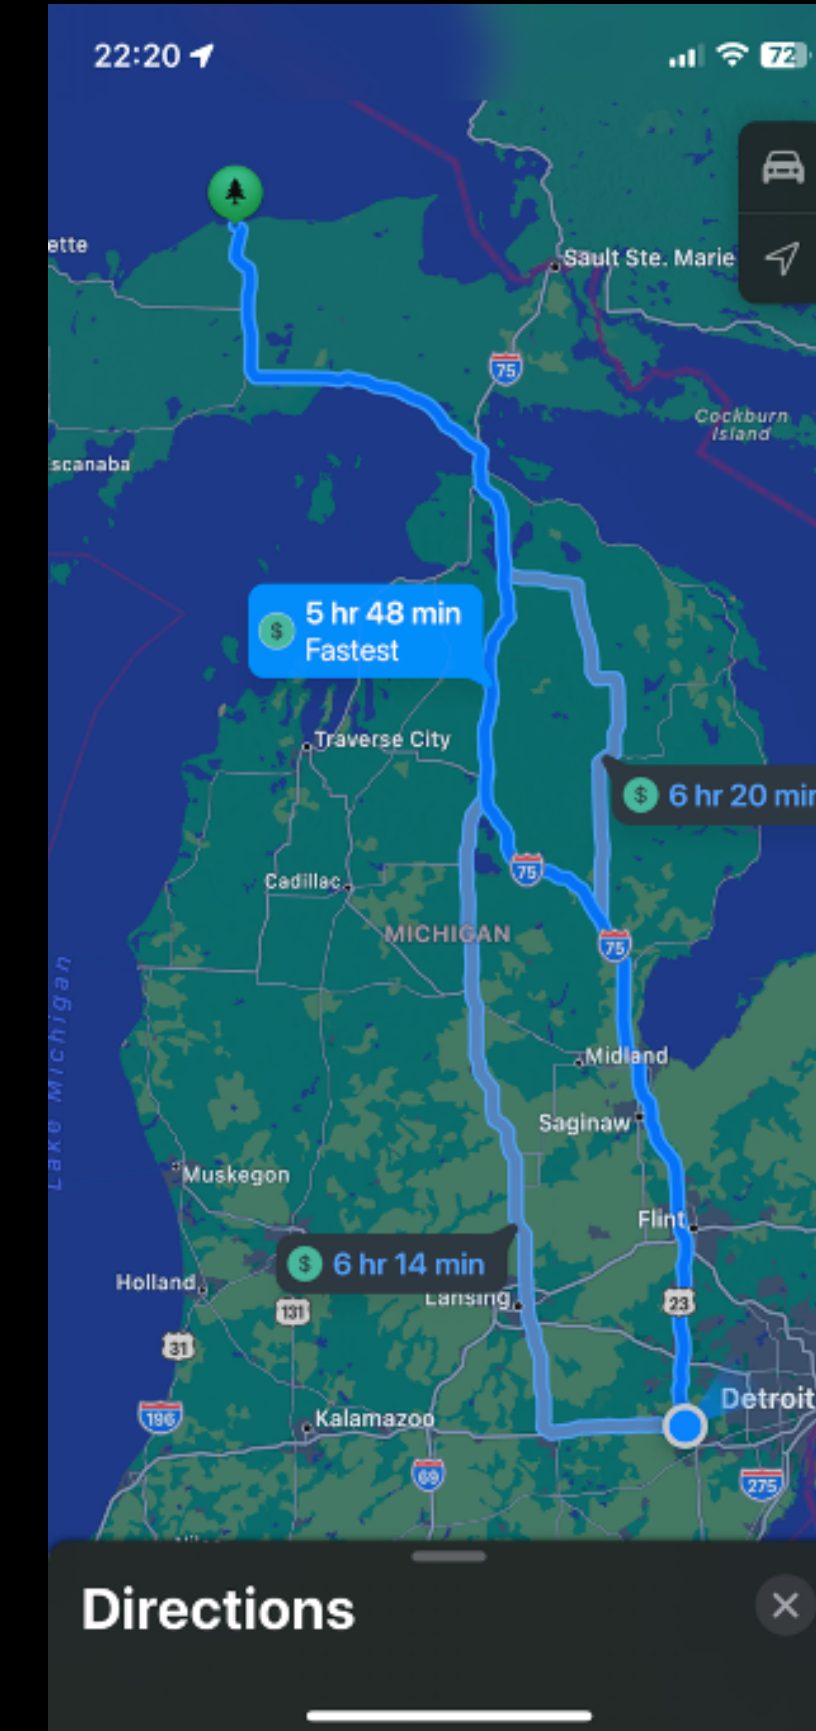 22:20
72
ette
Sault Ste. Marie
75
Cockburn
Island
scanaba
5 hr 48 min
Fastest
$
Traverse City
$
6 hr 20 min
75
Cadillac
MICHIGAN
75
Lake Michigan
Midland
Saginaw
Muskegon
Flint
$
6 hr 14 min
Holland
Lansing
131
23
31
Detroit
196
Kalamazoo
69
275
Directions